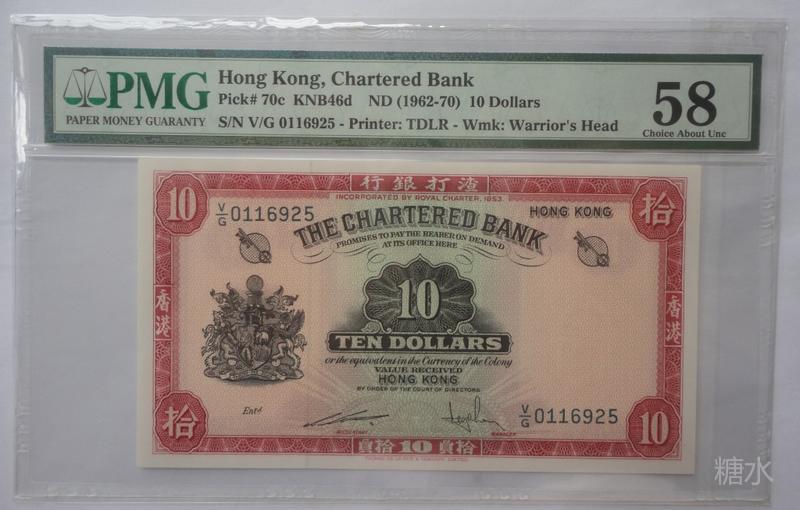 PMG
PAPER MONEY GUARANTY
Hong Kong, Chartered Bank
Pick# 70c KNB46d ND (1962-70) 10 Dollars
S/N V/G 0116925 - Printer: TDLR - Wmk: Warrior's Head
58
Choice About Unc
行銀打渣
INCORPORATED BY ROYAL CHARTER, 1853.
10
拾
V/G 0116925
HONG KONG
THE CHARTERED BANK
PROMISES TO PAY THE BEARER ON DEMAND
AT ITS OFFICE HERE
10
香港
香港
TEN DOLLARS
or the equivalent in the Currency of the Colony
VALUE RECEIVED
HONG KONG
BY ORDER OF THE COURT OF DIRECTORS
Entd
V/G 0116925
ACCOUNTANT
MANAGER
拾
10
10
糖水